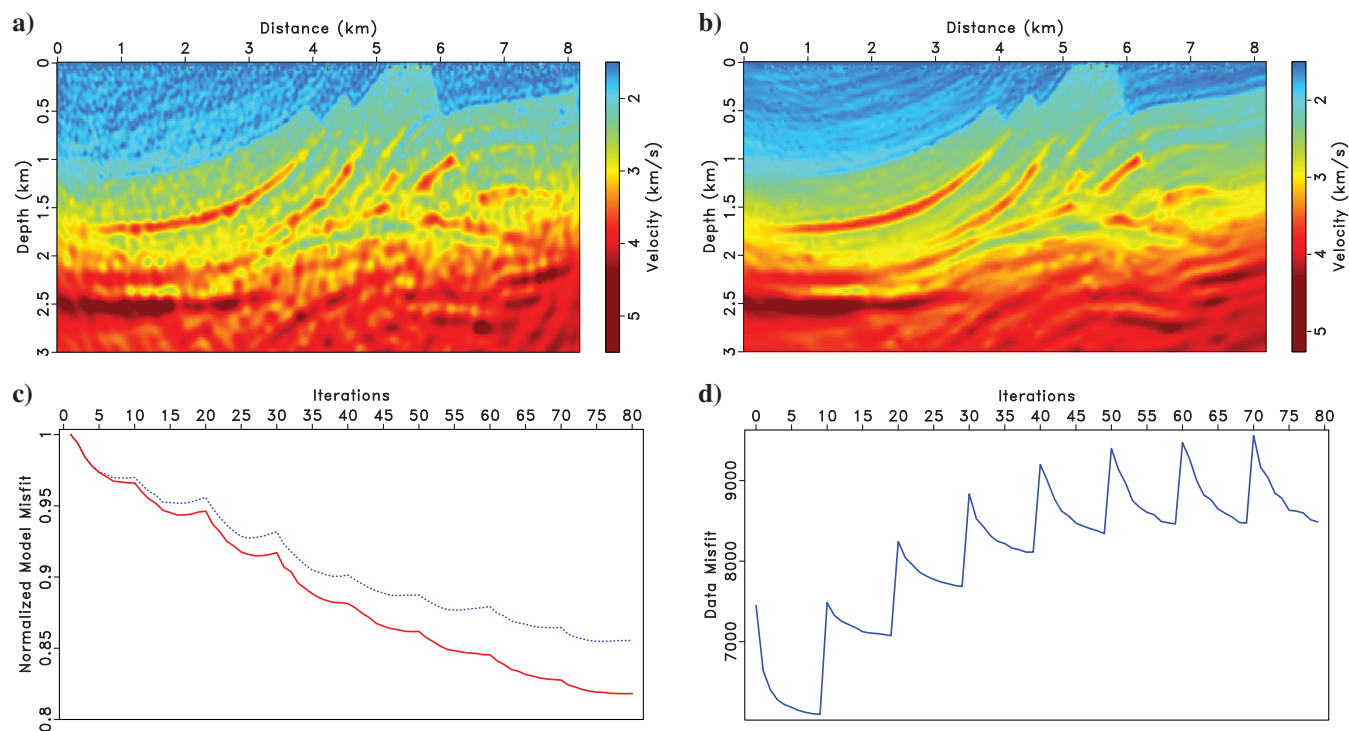 a)
Distance (km)
0 1 2 3 4 5 6 7 8
0
0.5
1
1.5
2
2.5
3
Depth (km)
2
3
4
5
Velocity (km/s)
b)
Distance (km)
0 1 2 3 4 5 6 7 8
0
0.5
1
1.5
2
2.5
3
Depth (km)
2
3
4
5
Velocity (km/s)
c)
Iterations
0 5 10 15 20 25 30 35 40 45 50 55 60 65 70 75 80
1
0.95
0.9
0.85
0.8
Normalized Model Misfit
d)
Iterations
0 5 10 15 20 25 30 35 40 45 50 55 60 65 70 75 80
9000
8000
7000
Data Misfit